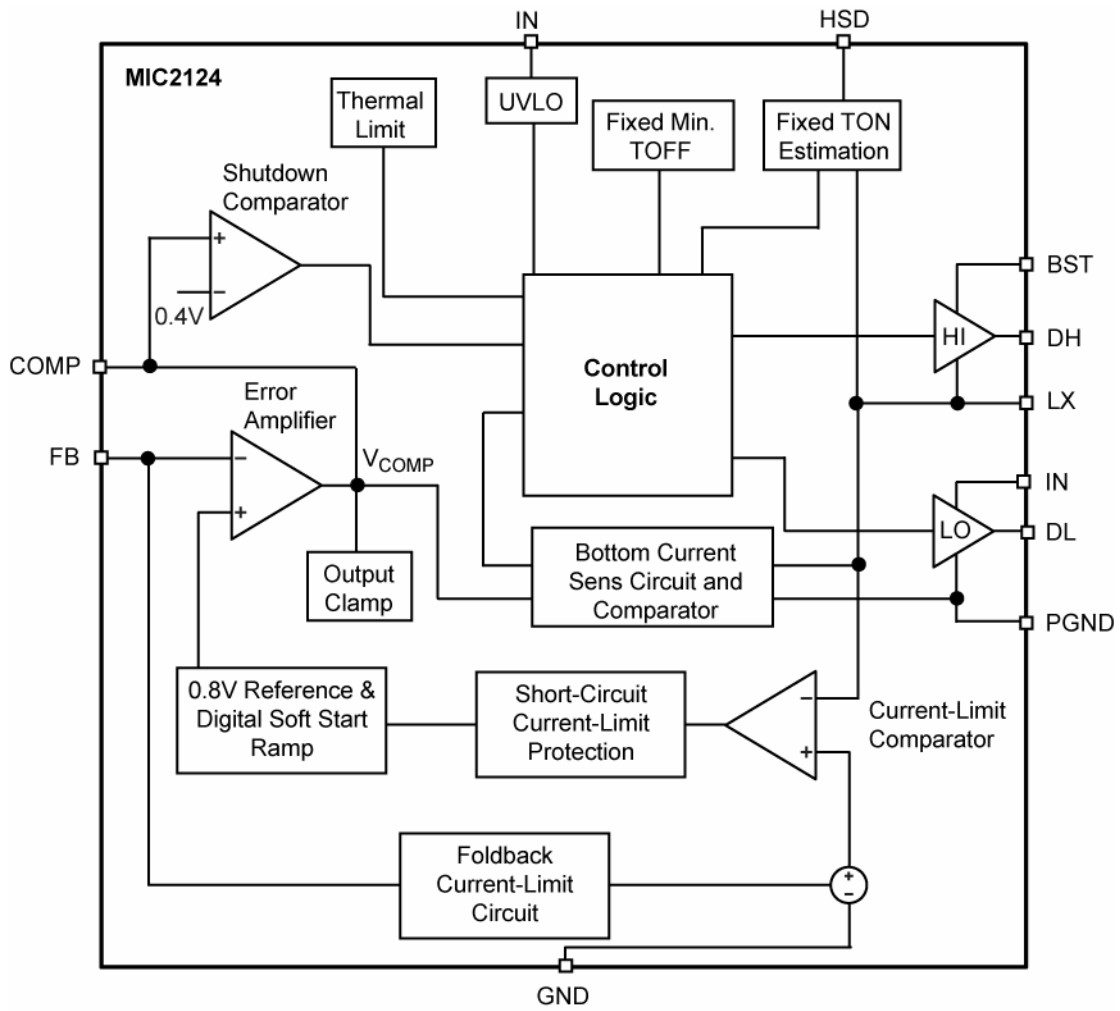 IN
HSD
MIC2124
Thermal
Limit
UVLO
Fixed Min.
TOFF
Fixed TON
Estimation
Shutdown
Comparator
+
−
0.4V
BST
HI
DH
COMP
Control
Logic
LX
Error
Amplifier
FB
−
+
VCOMP
IN
LO
DL
Output
Clamp
Bottom Current
Sens Circuit and
Comparator
PGND
0.8V Reference &
Digital Soft Start
Ramp
Short-Circuit
Current-Limit
Protection
−
+
Current-Limit
Comparator
Foldback
Current-Limit
Circuit
+
−
GND